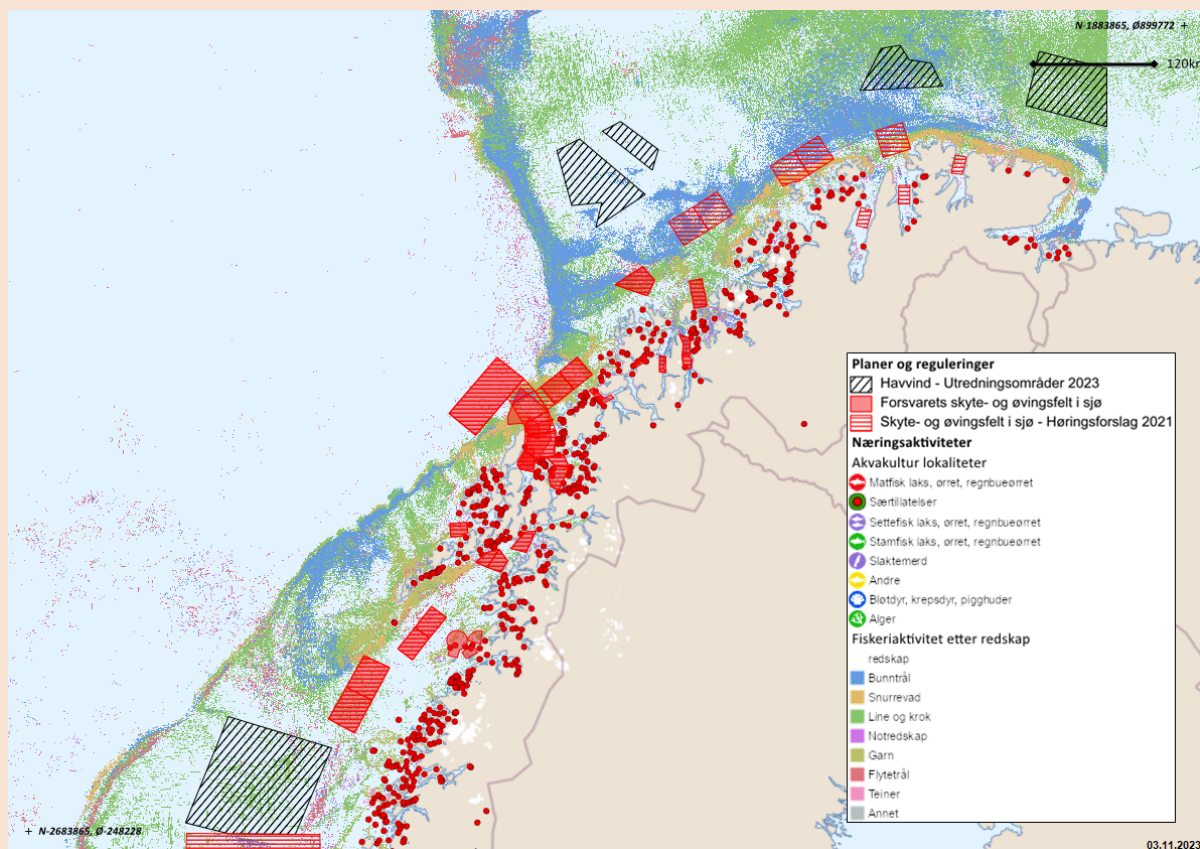 N-1883865, Ø899772 +
120k
Planer og reguleringer
Havvind - Utredningsområder 2023
Forsvarets skyte- og øvingsfelt i sjø
Skyte- og øvingsfelt i sjø - Høringsforslag 2021
Næringsaktiviteter
Akvakultur lokaliteter
Matfisk laks, ørret, regnbueørret
Særtillatelser
Settefisk laks, ørret, regnbueørret
Stamfisk laks, ørret, regnbueørret
Slaktemerd
Andre
Bløtdyr, krepsdyr, pigghuder
Alger
Fiskeriaktivitet etter redskap
redskap
Bunntrål
Snurrevad
Line og krok
Notredskap
Garn
Flytetrål
Teiner
Annet
+ N-2683865, Ø-248228
03.11.202